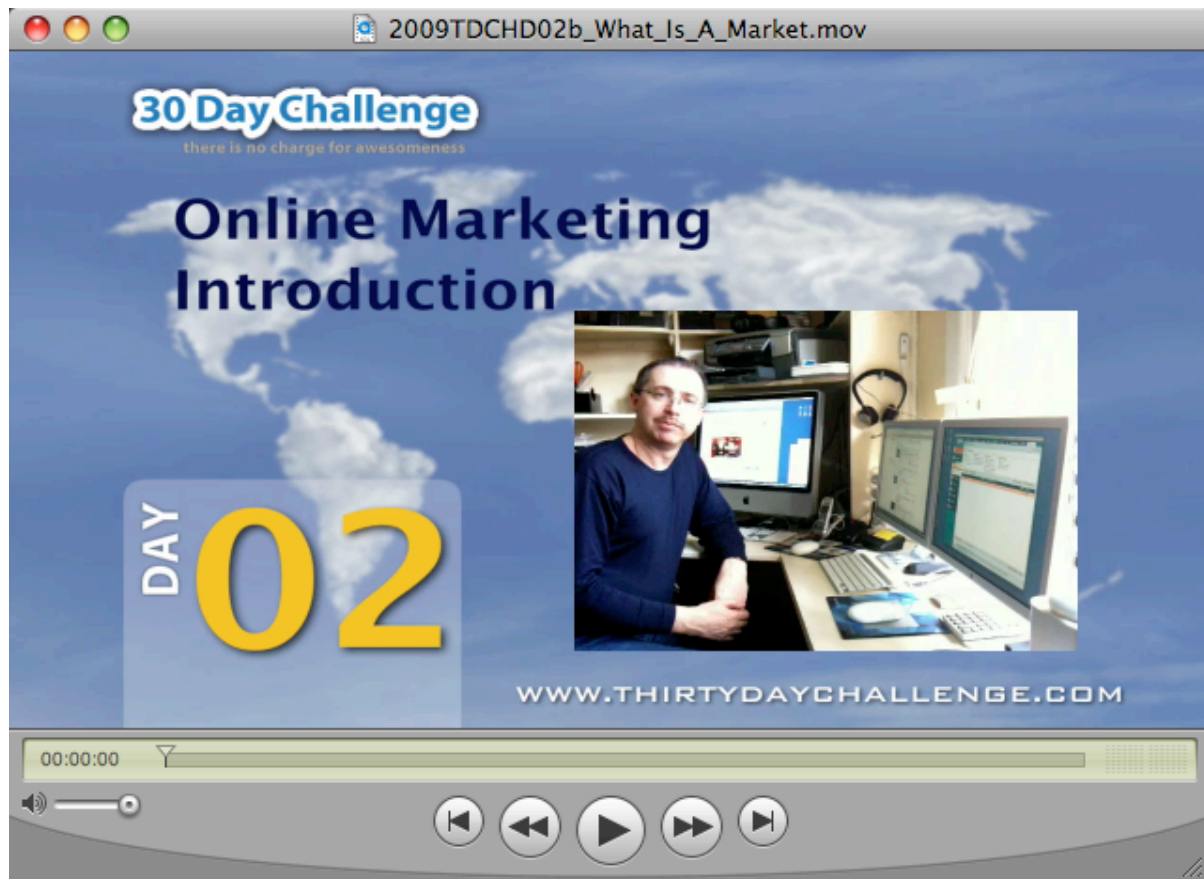 2009TDCHD02b_What_Is_A_Market.mov
30 Day Challenge
there is no charge for awesomeness
Online Marketing
Introduction
DAY
02
WWW.THIRTYDAYCHALLENGE.COM
00:00:00